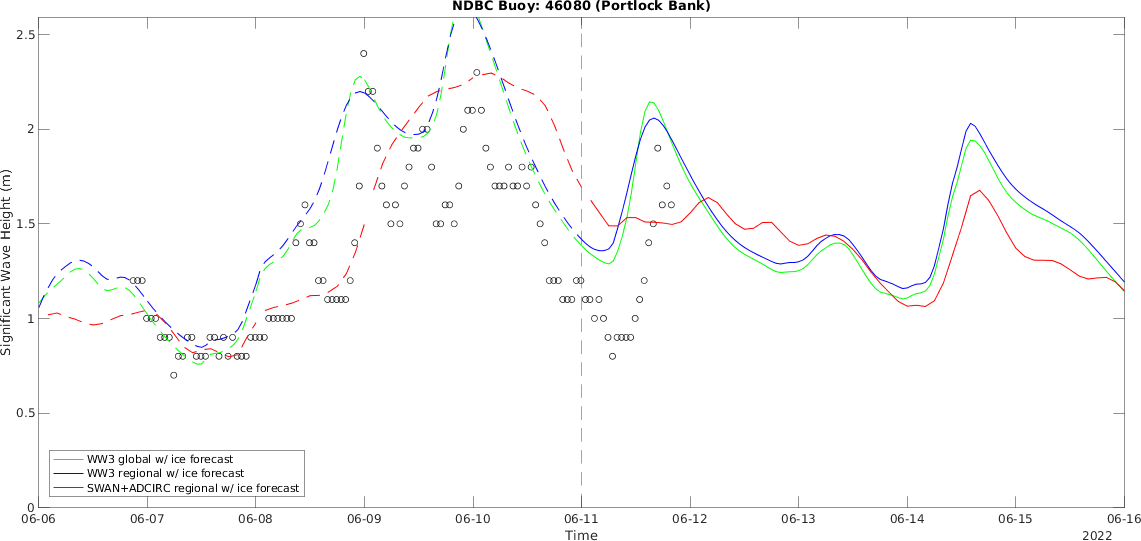 NDBC Buoy: 46080 (Portlock Bank)
Significant Wave Height (m)
2.5
2
1.5
1
0.5
0
WW3 global w/ ice forecast
WW3 regional w/ ice forecast
SWAN+ADCIRC regional w/ ice forecast
06-06 06-07 06-08 06-09 06-10 06-11 06-12 06-13 06-14 06-15 06-16
Time
2022